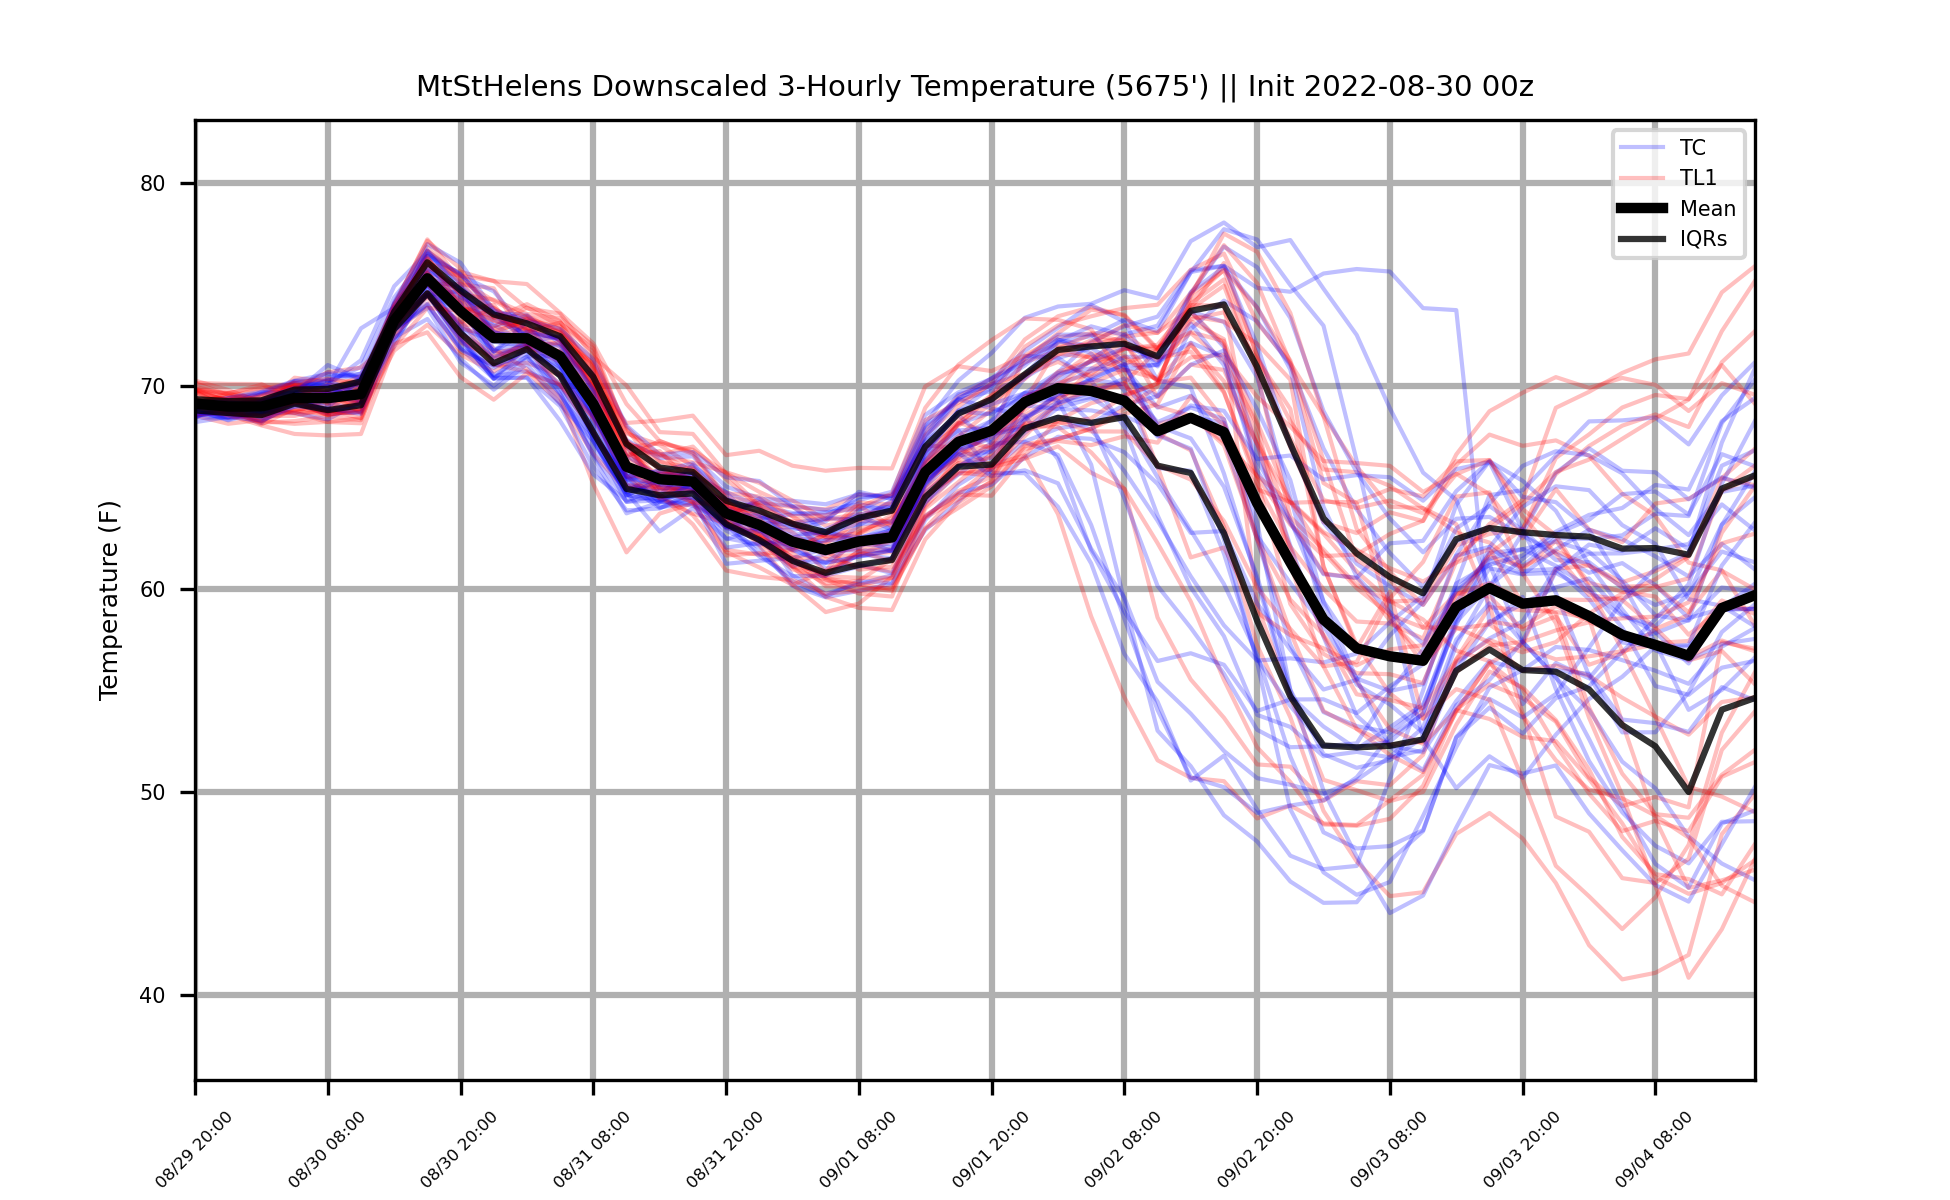 MtStHelens Downscaled 3-Hourly Temperature (5675') || Init 2022-08-30 00z
TC
TL1
Mean
IQRs
Temperature (F)
80
70
60
50
40
08/29 20:00
08/30 08:00
08/30 20:00
08/31 08:00
08/31 20:00
09/01 08:00
09/01 20:00
09/02 08:00
09/02 20:00
09/03 08:00
09/03 20:00
09/04 08:00